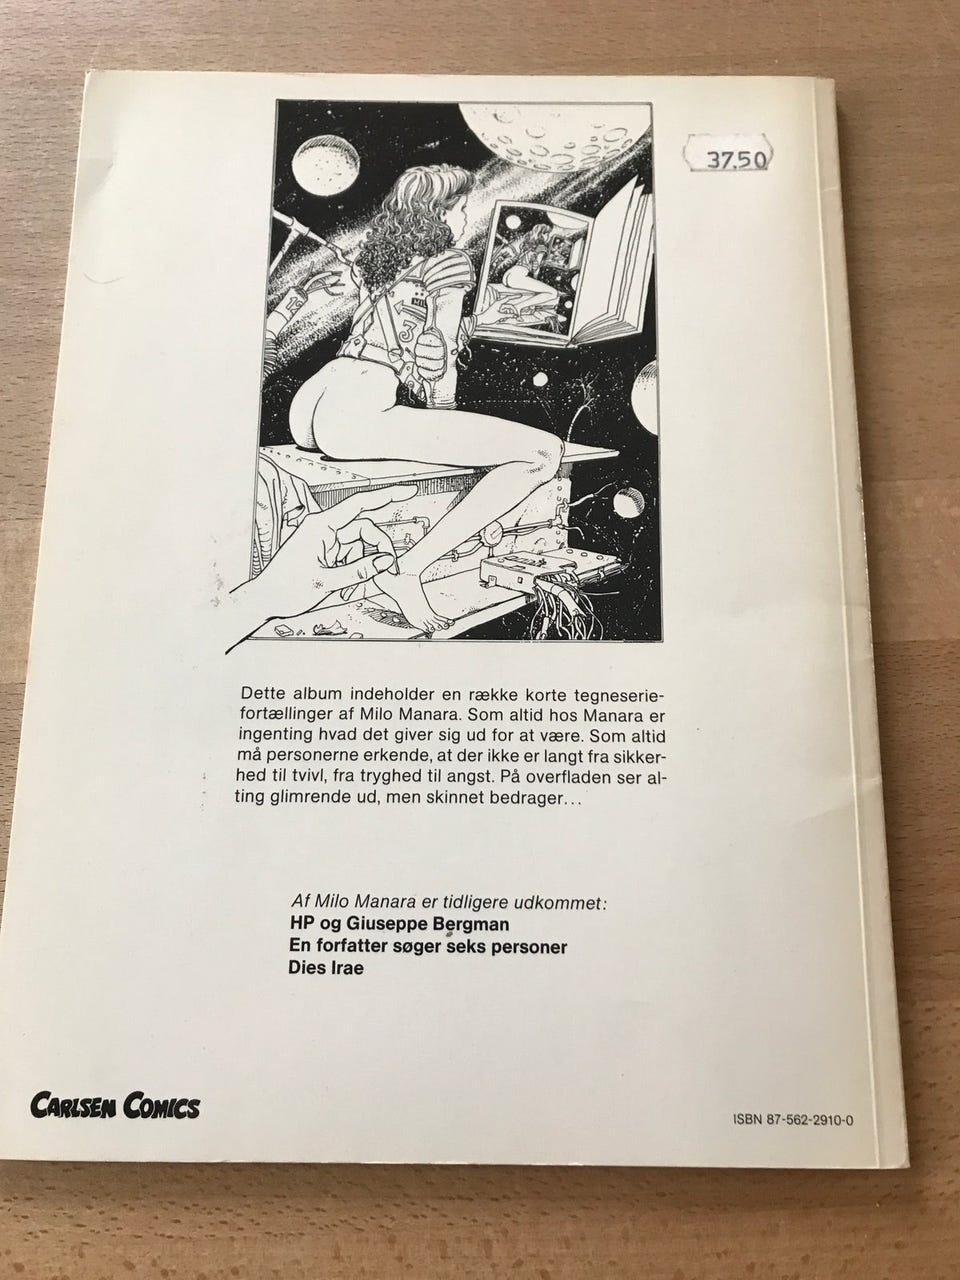 37.50
3
Dette album indeholder en række korte tegneserie-
fortællinger af Milo Manara. Som altid hos Manara er
ingenting hvad det giver sig ud for at være. Som altid
må personerne erkende, at der ikke er langt fra sikker-
hed til tvivl, fra tryghed til angst. På overfladen ser al-
ting glimrende ud, men skinnet bedrager...
Af Milo Manara er tidligere udkommet:
HP og Giuseppe Bergman
En forfatter søger seks personer
Dies Irae
CARLSEN COMICS
ISBN 87-562-2910-0